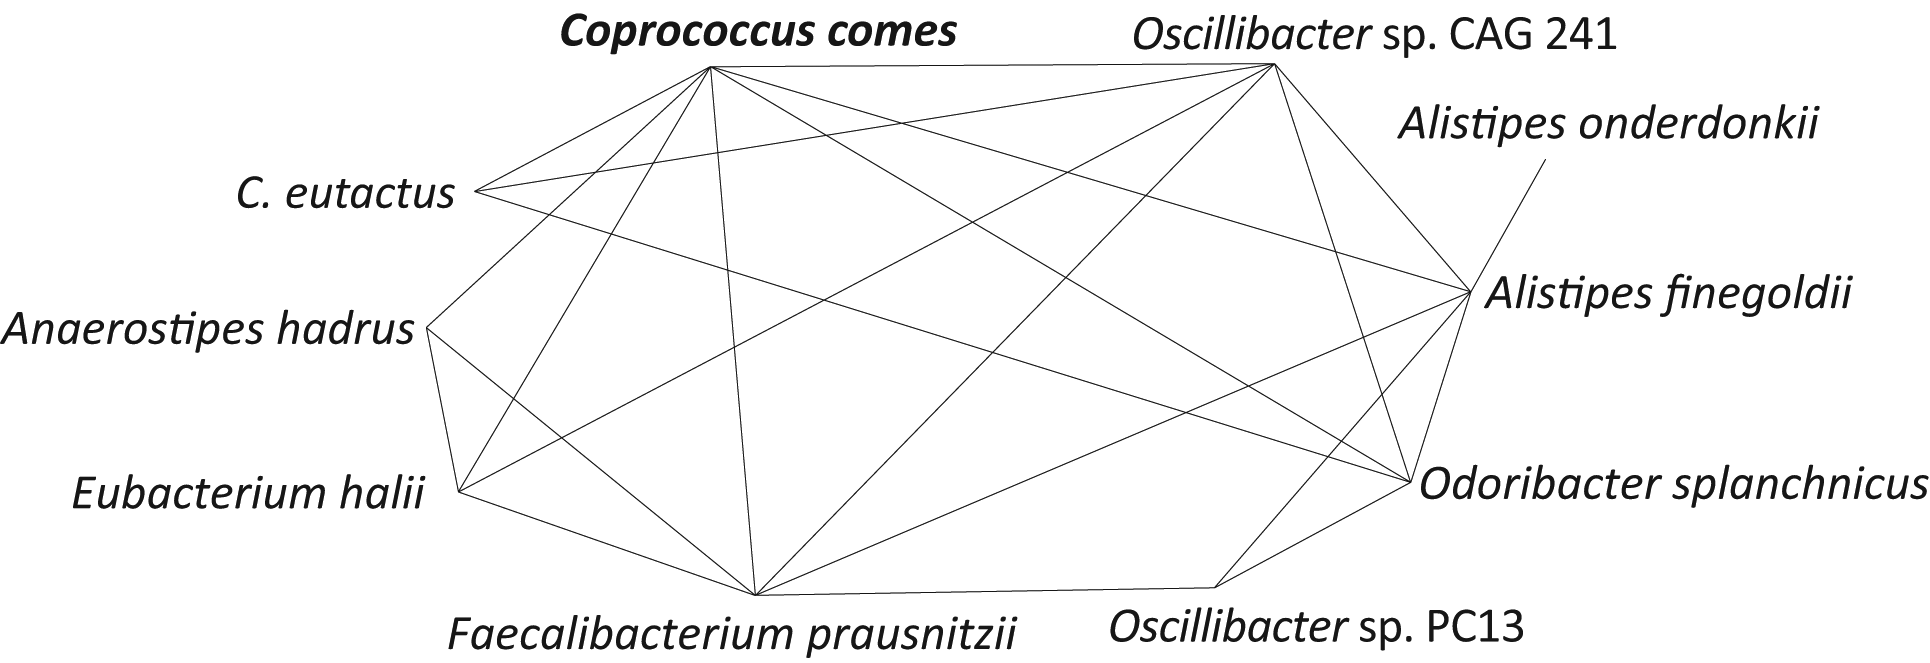 Coprococcus comes
Oscillibacter sp. CAG 241
Alistipes onderdonkii
C. eutactus
Alistipes finegoldii
Anaerostipes hadrus
Eubacterium halii
Odoribacter splanchnicus
Faecalibacterium prausnitzii
Oscillibacter sp. PC13